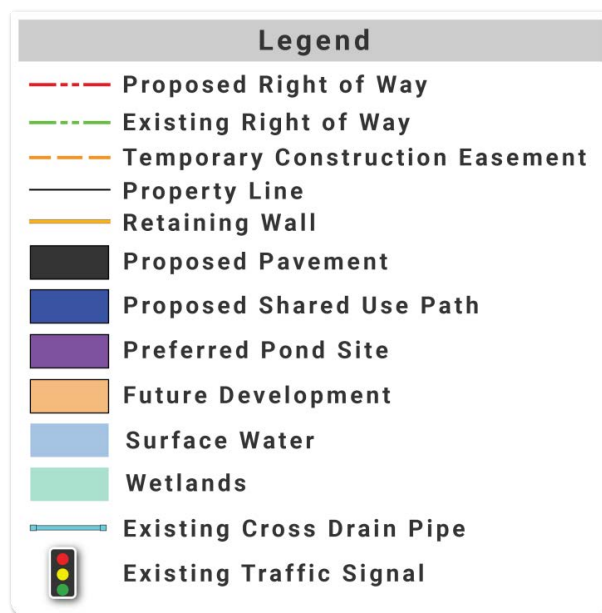 Legend
Proposed Right of Way
Existing Right of Way
Temporary Construction Easement
Property Line
Retaining Wall
Proposed Pavement
Proposed Shared Use Path
Preferred Pond Site
Future Development
Surface Water
Wetlands
Existing Cross Drain Pipe
Existing Traffic Signal